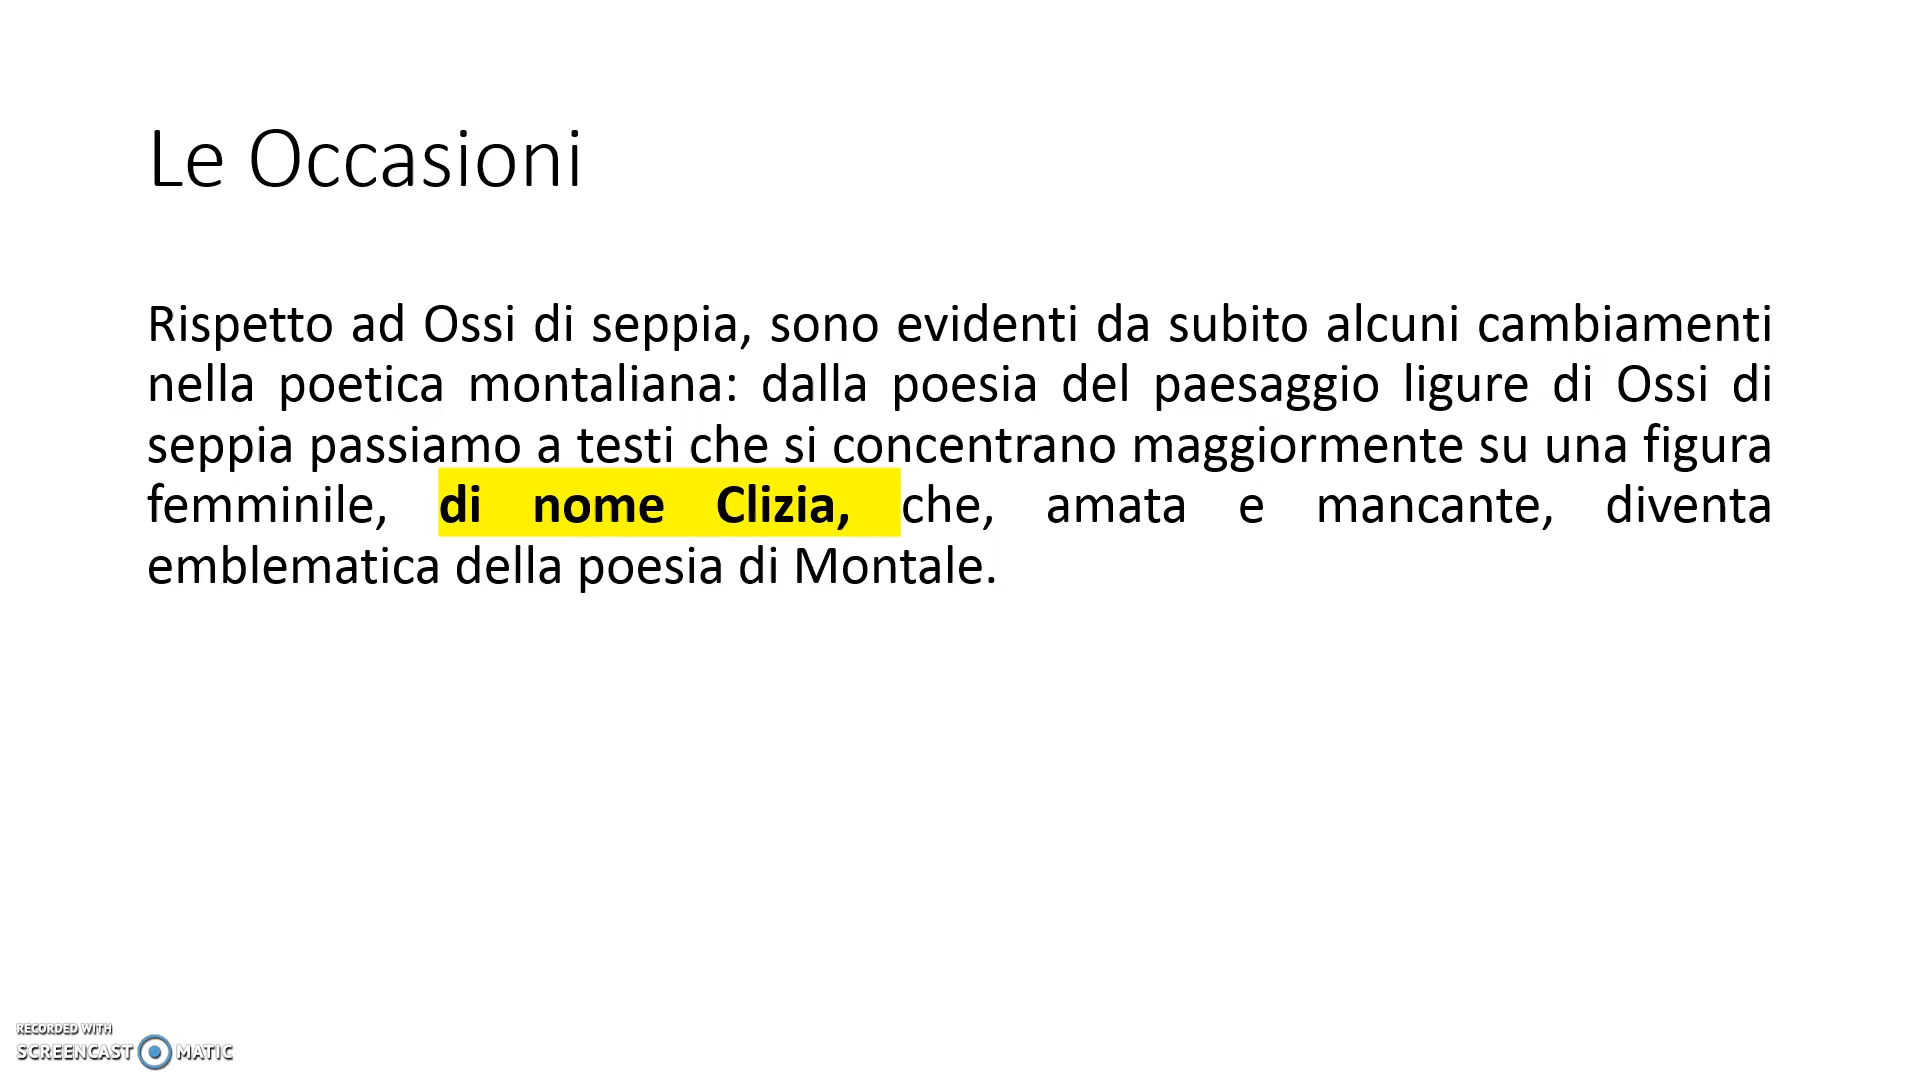 Le Occasioni
Rispetto ad Ossi di seppia, sono evidenti da subito alcuni cambiamenti
nella poetica montaliana: dalla poesia del paesaggio ligure di Ossi di
seppia passiamo a testi che si concentrano maggiormente su una figura
femminile, di nome Clizia, che, amata e mancante, diventa
emblematica della poesia di Montale.
RECORDED WITH
SCREENCAST MATIC